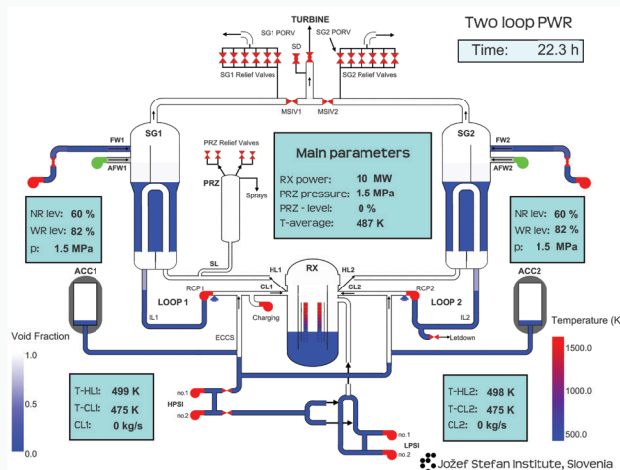 Two loop PWR
Time: 22.3 h
TURBINE
SG1 PORV
SD
SG2 PORV
SG1 Relief Valves
SG2 Relief Valves
MSIV1
MSIV2
FW1
SG1
AFW1
PRZ Relief Valves
PRZ
Sprays
SL
Main parameters
RX power: 10 MW
PRZ pressure: 1.5 MPa
PRZ - level: 0 %
T-average: 487 K
SG2
FW2
AFW2
NR lev: 60 %
WR lev: 82 %
p: 1.5 MPa
NR lev: 60 %
WR lev: 82 %
p: 1.5 MPa
ACC1
ACC2
HL1
CL1
RX
HL2
CL2
RCP1
RCP2
LOOP 1
LOOP 2
IL1
IL2
Charging
Letdown
ECCS
Void Fraction
1.0
0.5
0.0
Temperature (K
1500.0
1000.0
500.0
T-HL1: 499 K
T-CL1: 475 K
CL1: 0 kg/s
no.1
HPSI
no.2
no.1
LPSI
no.2
T-HL2: 498 K
T-CL2: 475 K
CL2: 0 kg/s
Jožef Stefan Institute, Slovenia